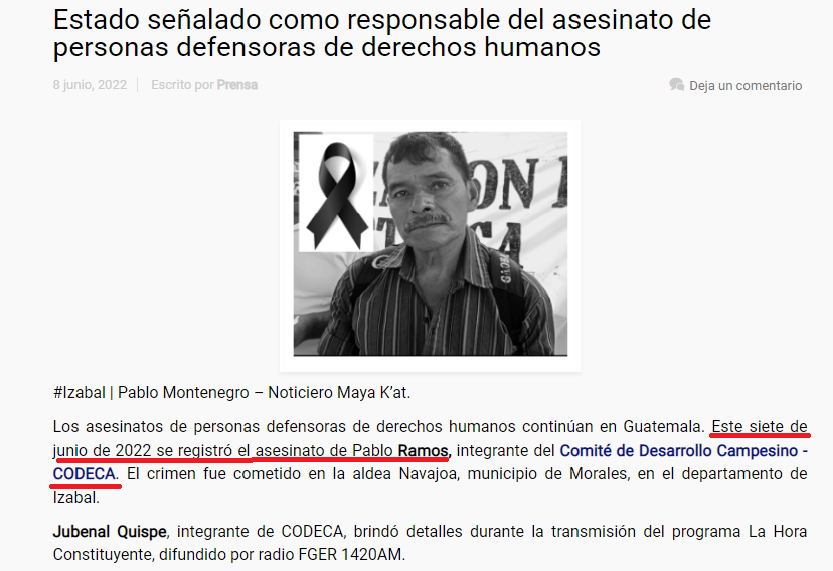 Estado señalado como responsable del asesinato de
personas defensoras de derechos humanos
8 junio, 2022 Escrito por Prensa
Deja un comentario
#Izabal | Pablo Montenegro – Noticiero Maya K’at.
Los asesinatos de personas defensoras de derechos humanos continúan en Guatemala. Este siete de
junio de 2022 se registró el asesinato de Pablo Ramos, integrante del Comité de Desarrollo Campesino -
CODECA. El crimen fue cometido en la aldea Navajoa, municipio de Morales, en el departamento de
Izabal.
Jubenal Quispe, integrante de CODECA, brindó detalles durante la transmisión del programa La Hora
Constituyente, difundido por radio FGER 1420AM.